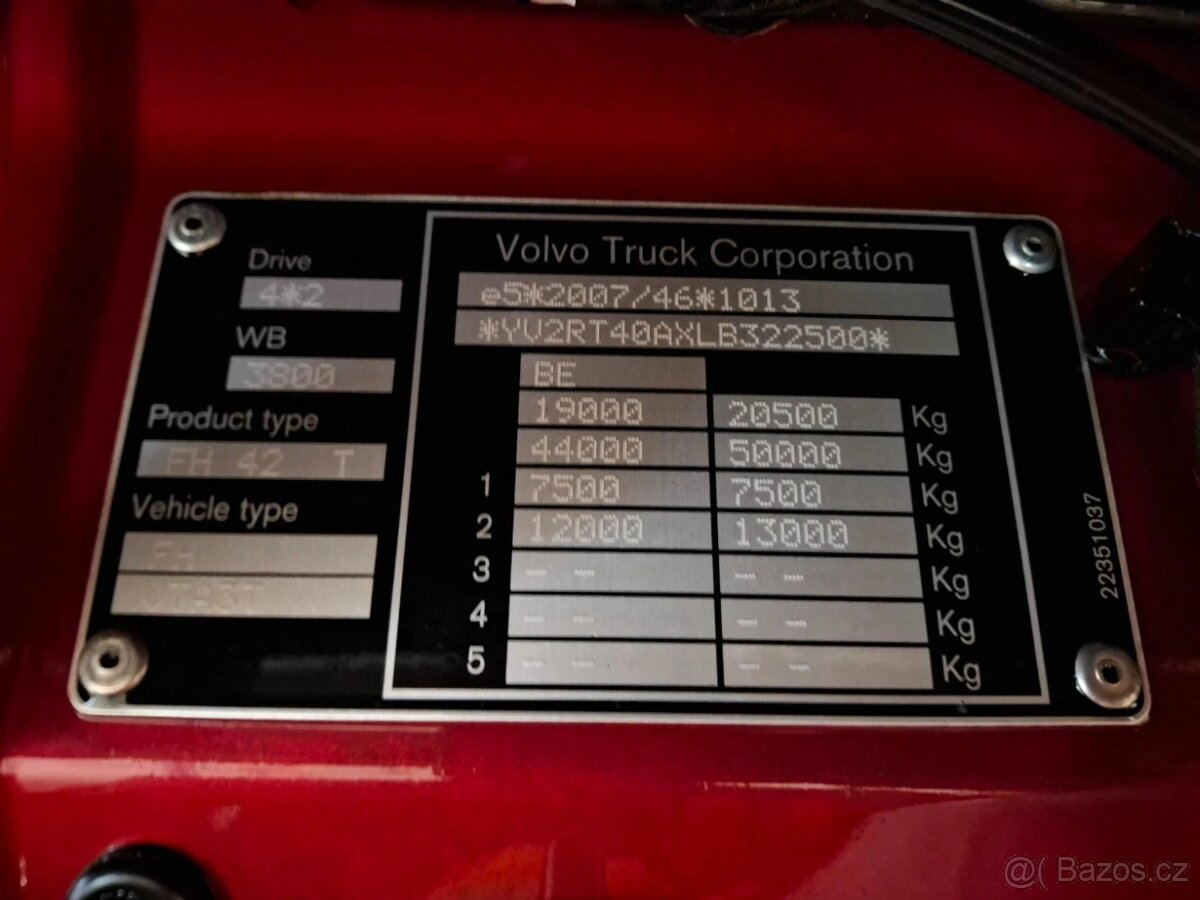 Drive
4*2
WB
3800
Product type
FH 42 T
Vehicle type
FH
JTA3T
Volvo Truck Corporation
e5*2007/46*1013
*YV2RT40AXLB322500*
BE
19000 20500 Kg
44000 50000 Kg
1 7500 7500 Kg
2 12000 13000 Kg
3 -- -- -- -- Kg
4 -- -- -- -- Kg
5 -- -- -- -- Kg
22351037
@( Bazos.cz